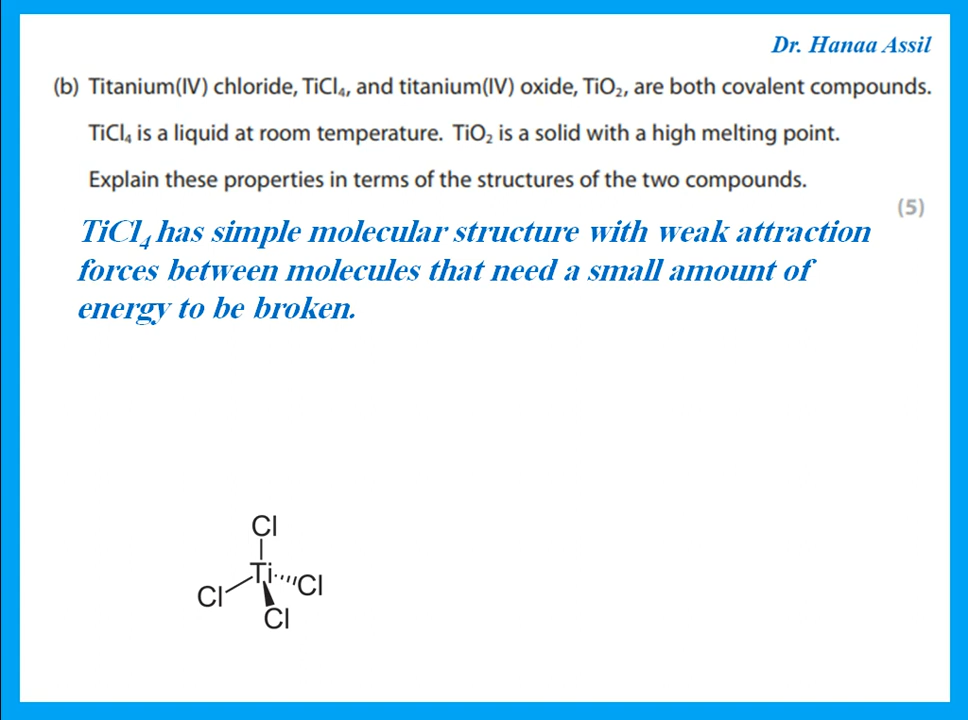 Dr. Hanaa Assil
(b) Titanium(IV) chloride, TiCl₄, and titanium(IV) oxide, TiO₂, are both covalent compounds.
TiCl₄ is a liquid at room temperature. TiO₂ is a solid with a high melting point.
Explain these properties in terms of the structures of the two compounds.
(5)
TiCl₄ has simple molecular structure with weak attraction
forces between molecules that need a small amount of
energy to be broken.
Cl
Ti
Cl
Cl
Cl